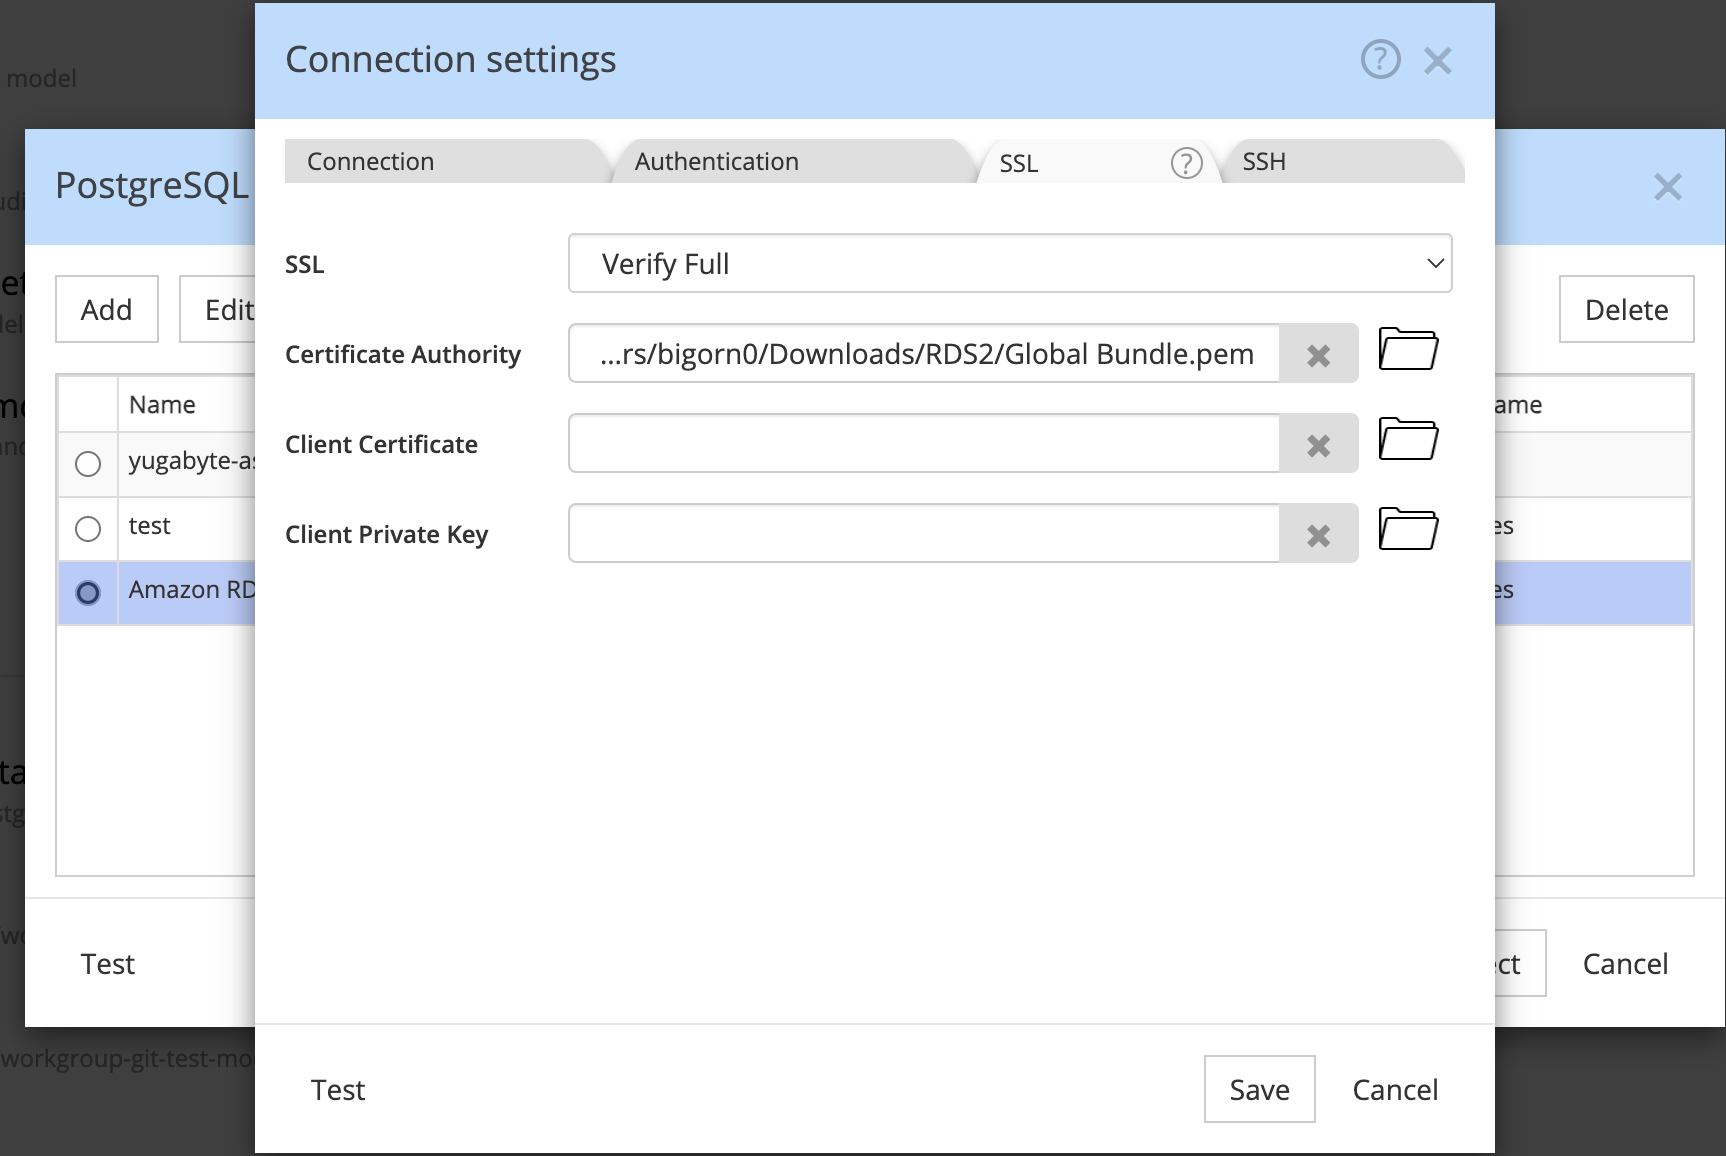 Connection settings
?
Connection
Authentication
SSL
?
SSH
SSL
Verify Full
Certificate Authority
...rs/bigorn0/Downloads/RDS2/Global Bundle.pem
Client Certificate
Client Private Key
Test
Save
Cancel
model
PostgreSQL
Add
Edit
Delete
Name
ame
yugabyte-as
test
es
Amazon RD
es
Test
ect
Cancel
workgroup-git-test-mo